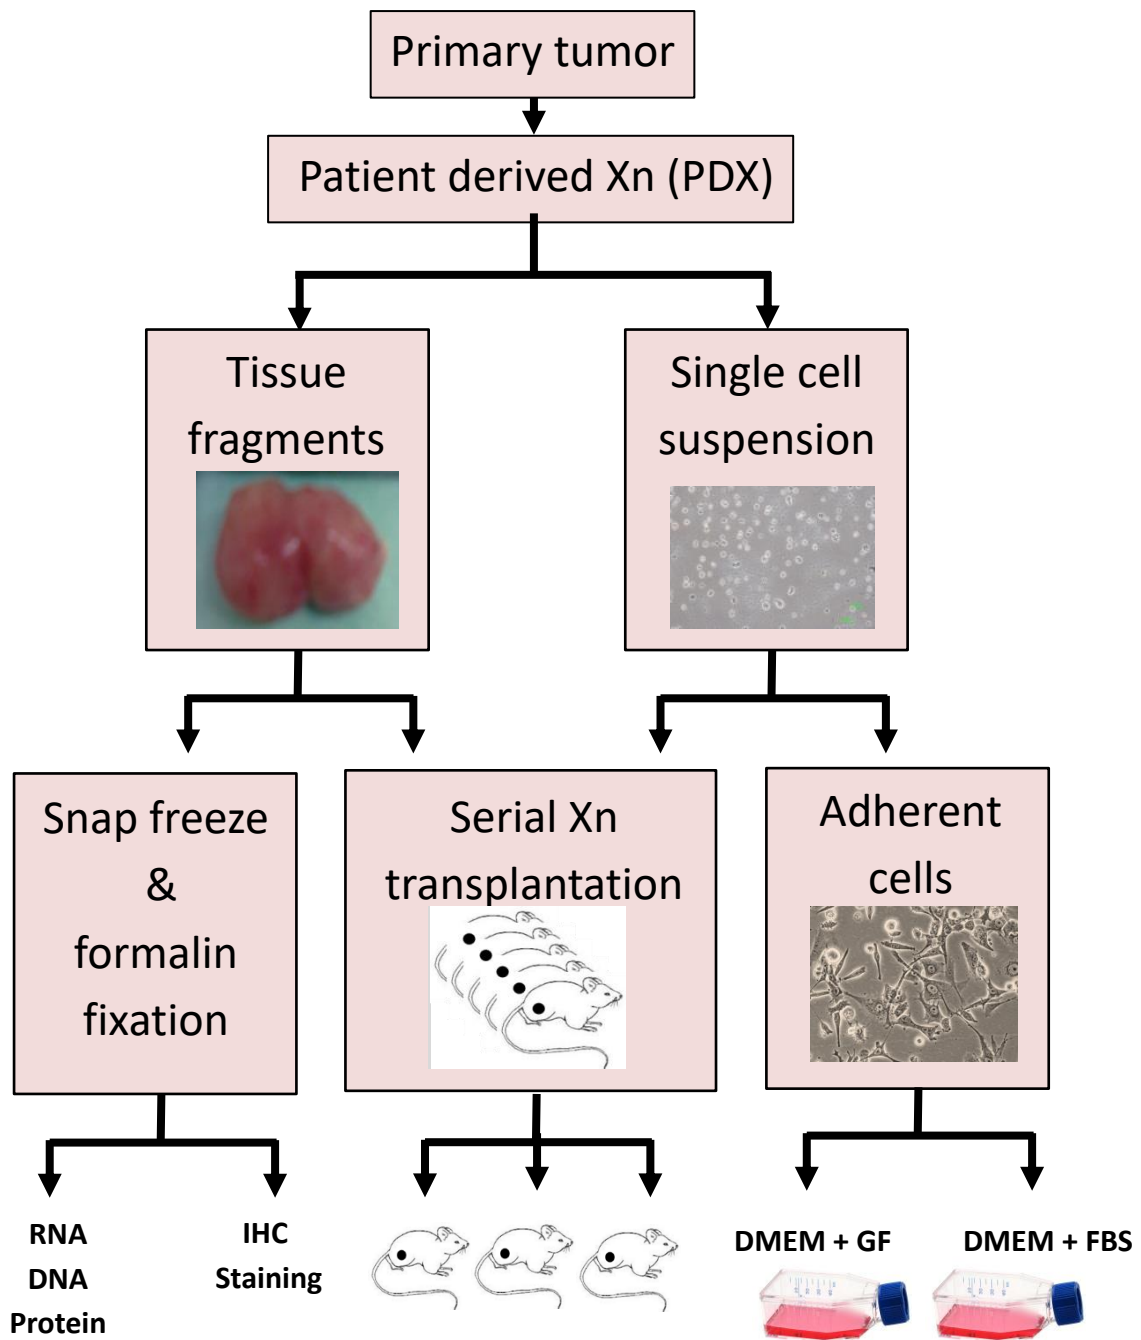 Primary tumor
Patient derived Xn (PDX)
Tissue
fragments
Single cell
suspension
Snap freeze
&
formalin
fixation
Serial Xn
transplantation
Adherent
cells
RNA
DNA
Protein
IHC
Staining
DMEM + GF
DMEM + FBS